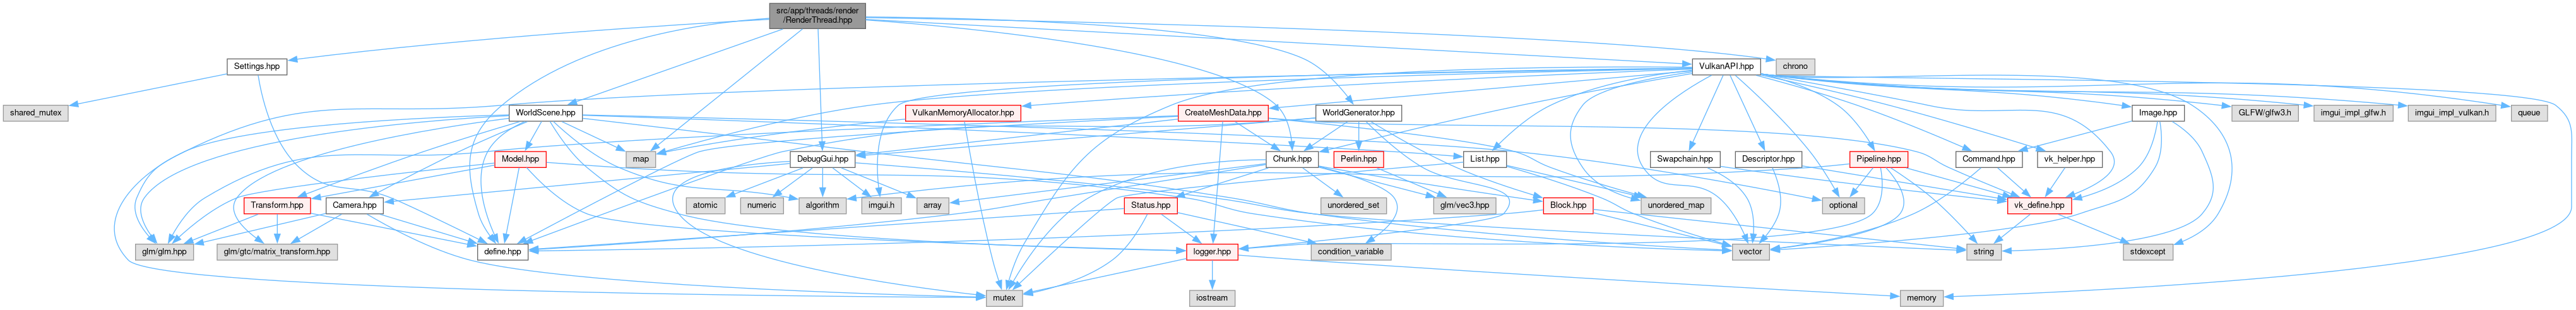 src/app/threads/render
/RenderThread.hpp
Settings.hpp
VulkanAPI.hpp
chrono
shared_mutex
WorldScene.hpp
VulkanMemoryAllocator.hpp
CreateMeshData.hpp
WorldGenerator.hpp
Image.hpp
GLFW/glfw3.h
imgui_impl_glfw.h
imgui_impl_vulkan.h
queue
Model.hpp
map
DebugGui.hpp
Chunk.hpp
Perlin.hpp
List.hpp
Swapchain.hpp
Descriptor.hpp
Pipeline.hpp
Command.hpp
vk_helper.hpp
Transform.hpp
Camera.hpp
atomic
numeric
algorithm
imgui.h
array
Status.hpp
unordered_set
glm/vec3.hpp
Block.hpp
unordered_map
optional
vk_define.hpp
glm/glm.hpp
glm/gtc/matrix_transform.hpp
define.hpp
logger.hpp
condition_variable
vector
string
stdexcept
mutex
iostream
memory